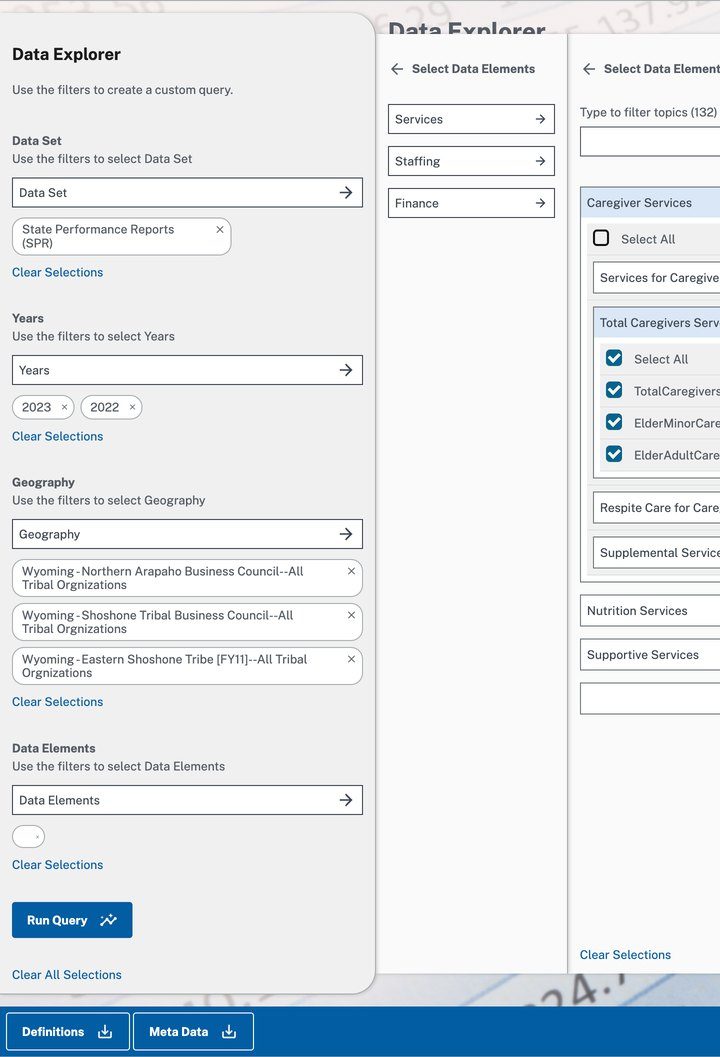 Data Explorer
Use the filters to create a custom query.
Data Set
Use the filters to select Data Set
Data Set
State Performance Reports
(SPR)
Clear Selections
Years
Use the filters to select Years
Years
2023 ×
2022 ×
Clear Selections
Geography
Use the filters to select Geography
Geography
Wyoming - Northern Arapaho Business Council--All
Tribal Orgnizations
Wyoming - Shoshone Tribal Business Council--All
Tribal Orgnizations
Wyoming - Eastern Shoshone Tribe [FY11]--All Tribal
Orgnizations
Clear Selections
Data Elements
Use the filters to select Data Elements
Data Elements
Clear Selections
Run Query
Clear All Selections
Data Explorer
Select Data Elements
Services
Staffing
Finance
Select Data Element
Type to filter topics (132)
Caregiver Services
Select All
Services for Caregive
Total Caregivers Serv
Select All
TotalCaregivers
ElderMinorCare
ElderAdultCare
Respite Care for Care
Supplemental Service
Nutrition Services
Supportive Services
Clear Selections
Definitions
Meta Data